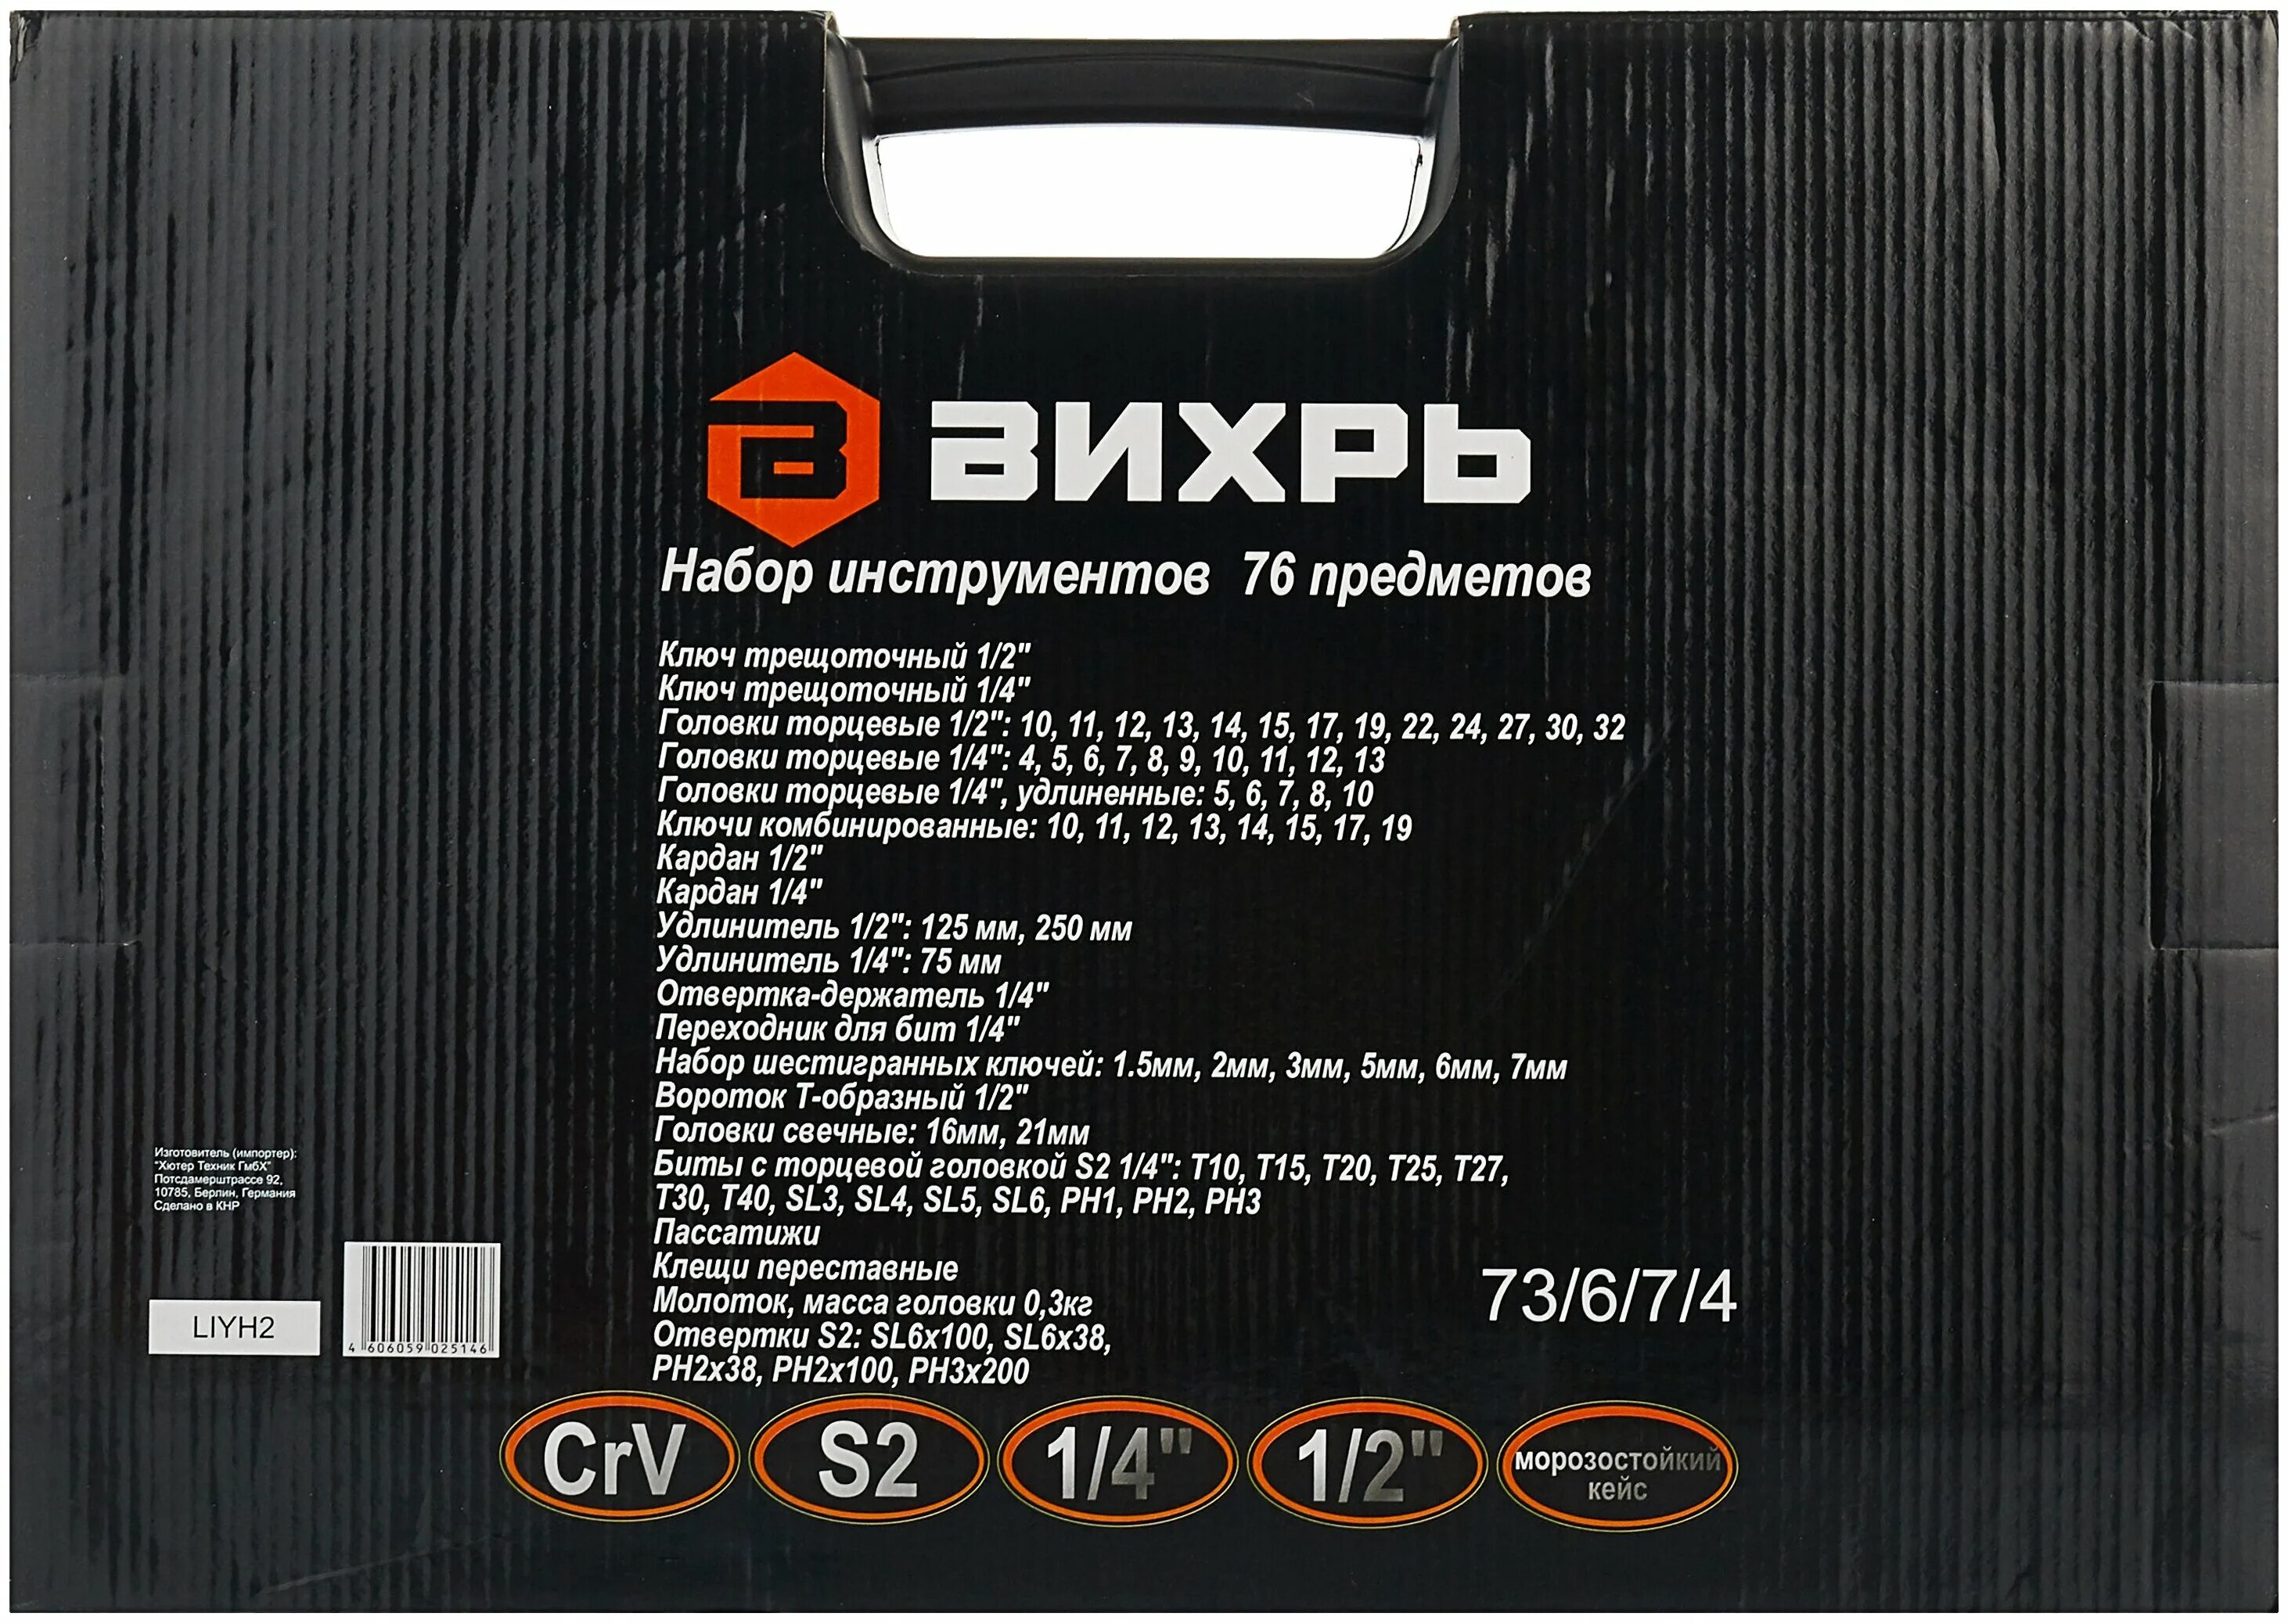 ВИХРЬ
Набор инструментов 76 предметов
Ключ трещоточный 1/2"
Ключ трещоточный 1/4"
Головки торцевые 1/2": 10, 11, 12, 13, 14, 15, 17, 19, 22, 24, 27, 30, 32
Головки торцевые 1/4": 4, 5, 6, 7, 8, 9, 10, 11, 12, 13
Головки торцевые 1/4", удлиненные: 5, 6, 7, 8, 10
Ключи комбинированные: 10, 11, 12, 13, 14, 15, 17, 19
Кардан 1/2"
Кардан 1/4"
Удлинитель 1/2": 125 мм, 250 мм
Удлинитель 1/4": 75 мм
Отвертка-держатель 1/4"
Переходник для бит 1/4"
Набор шестигранных ключей: 1.5мм, 2мм, 3мм, 5мм, 6мм, 7мм
Вороток Т-образный 1/2"
Головки свечные: 16мм, 21мм
Биты с торцевой головкой S2 1/4": T10, T15, T20, T25, T27,
T30, T40, SL3, SL4, SL5, SL6, PH1, PH2, PH3
Пассатижи
Клещи переставные
Молоток, масса головки 0,3кг
Отвертки S2: SL6x100, SL6x38,
PH2x38, PH2x100, PH3x200
Изготовитель (импортер):
"Хютер Техник ГмбХ"
Потсдамерштрассе 92,
10785, Берлин, Германия
Сделано в КНР
LIYH2
4 606059 025146
73/6/7/4
CrV
S2
1/4"
1/2"
морозостойкий
кейс